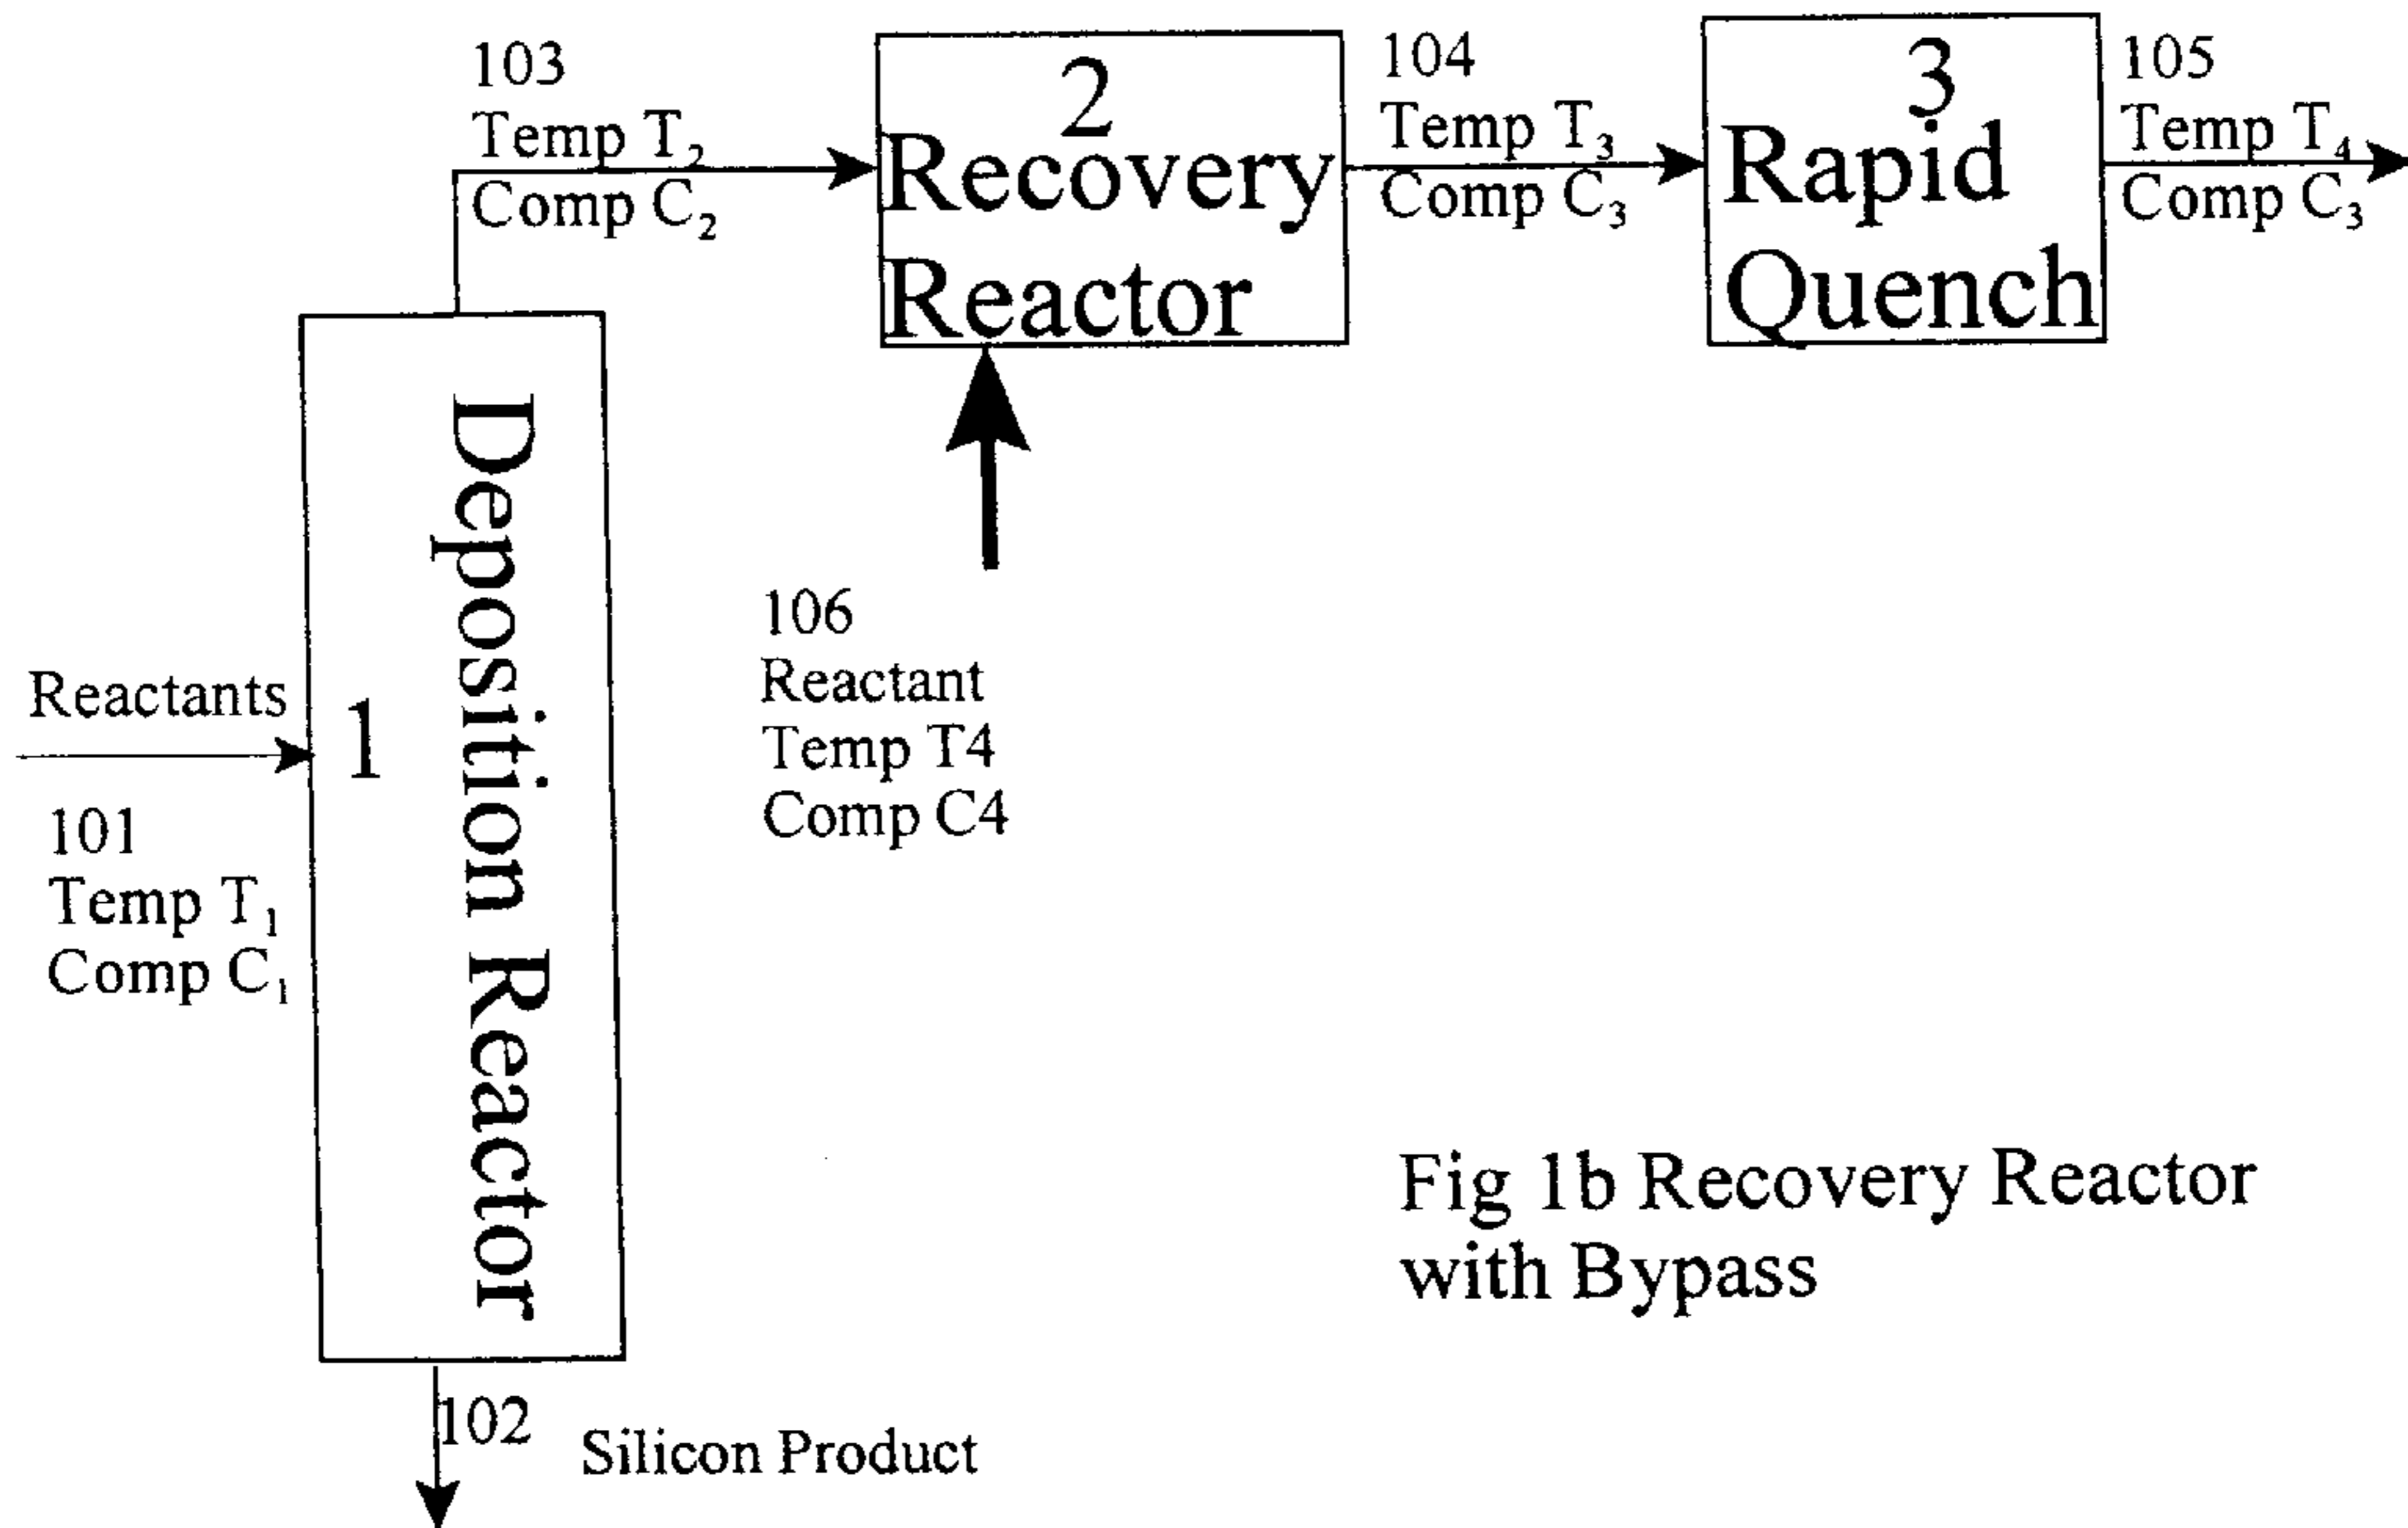 103
Temp T₂
Comp C₂
2
Recovery
Reactor
104
Temp T₃
Comp C₃
3
Rapid
Quench
105
Temp T₄
Comp C₃
Reactants
101
Temp T₁
Comp C₁
1
Deposition Reactor
106
Reactant
Temp T4
Comp C4
102
Silicon Product
Fig 1b Recovery Reactor
with Bypass